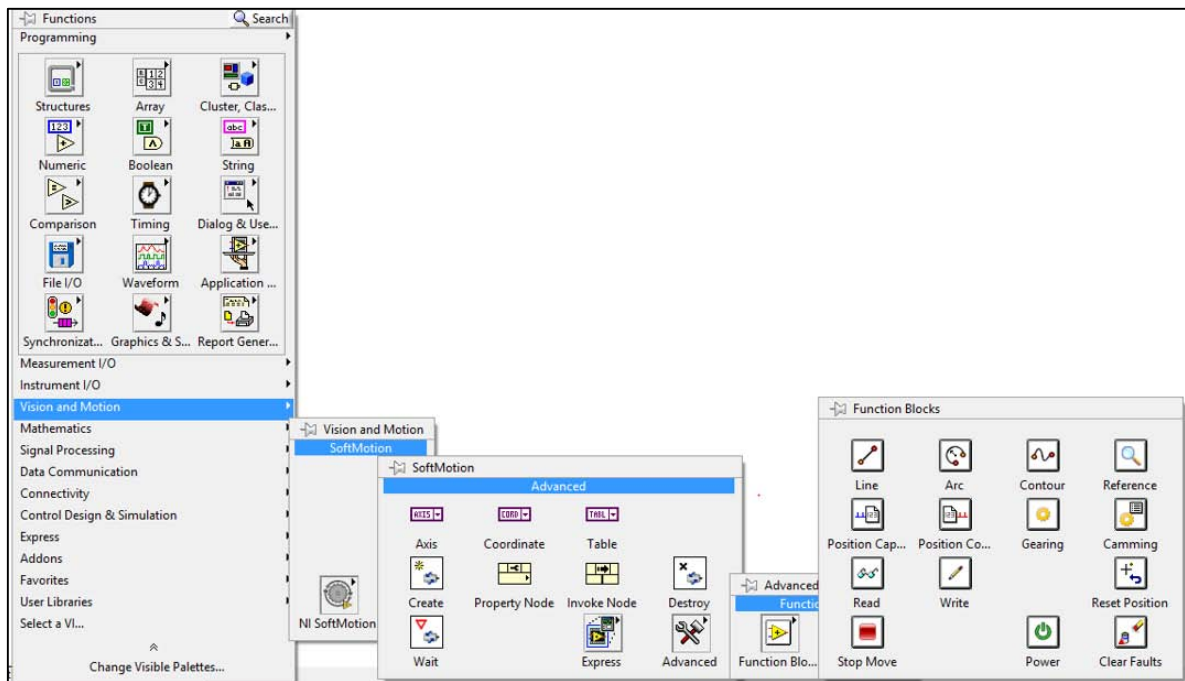 Functions Search
Programming
Structures Array Cluster, Clas...
123 T abc
Numeric Boolean String
Comparison Timing Dialog & Use...
File I/O Waveform Application ...
Synchronizat... Graphics & S... Report Gener...
Measurement I/O
Instrument I/O
Vision and Motion
Mathematics
Signal Processing
Data Communication
Connectivity
Control Design & Simulation
Express
Addons
Favorites
User Libraries
Select a VI...
Change Visible Palettes...
Vision and Motion
SoftMotion
NI SoftMotion
SoftMotion
Advanced
AXIS
Axis Coordinate Table
Create Property Node Invoke Node Destroy
Wait Express Advanced
Advanced
Functi
Function Blo...
Function Blocks
Line Arc Contour Reference
Position Cap... Position Co... Gearing Camming
Read Write Reset Position
Stop Move Power Clear Faults